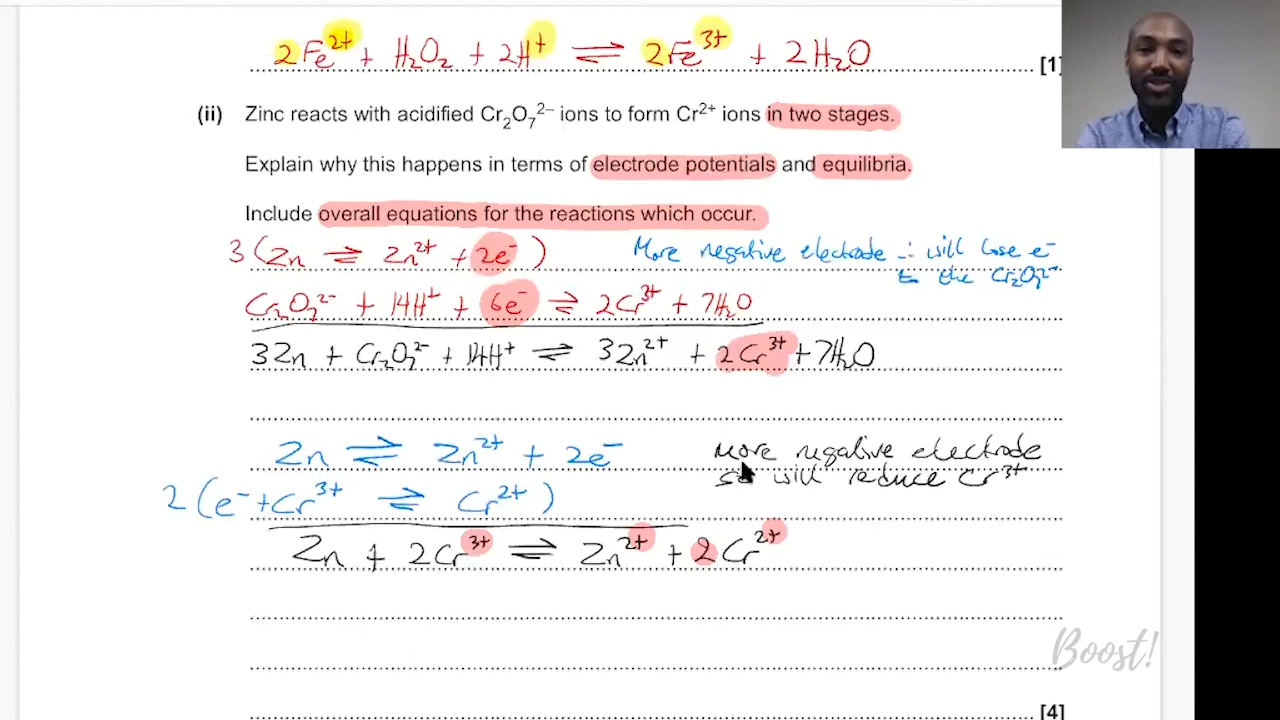 2Fe²⁺ + H₂O₂ + 2H⁺ ⇌ 2Fe³⁺ + 2H₂O
[1]
(ii) Zinc reacts with acidified Cr₂O₇²⁻ ions to form Cr²⁺ ions in two stages.
Explain why this happens in terms of electrode potentials and equilibria.
Include overall equations for the reactions which occur.
3(Zn ⇌ Zn²⁺ + 2e⁻) More negative electrode ∴ will lose e⁻
to the Cr₂O₇²⁻
Cr₂O₇²⁻ + 14H⁺ + 6e⁻ ⇌ 2Cr³⁺ + 7H₂O
3Zn + Cr₂O₇²⁻ + 14H⁺ ⇌ 3Zn²⁺ + 2Cr³⁺ + 7H₂O
Zn ⇌ Zn²⁺ + 2e⁻ more negative electrode
so will reduce Cr³⁺
2(e⁻ + Cr³⁺ ⇌ Cr²⁺)
Zn + 2Cr³⁺ ⇌ Zn²⁺ + 2Cr²⁺
Boost!
[4]